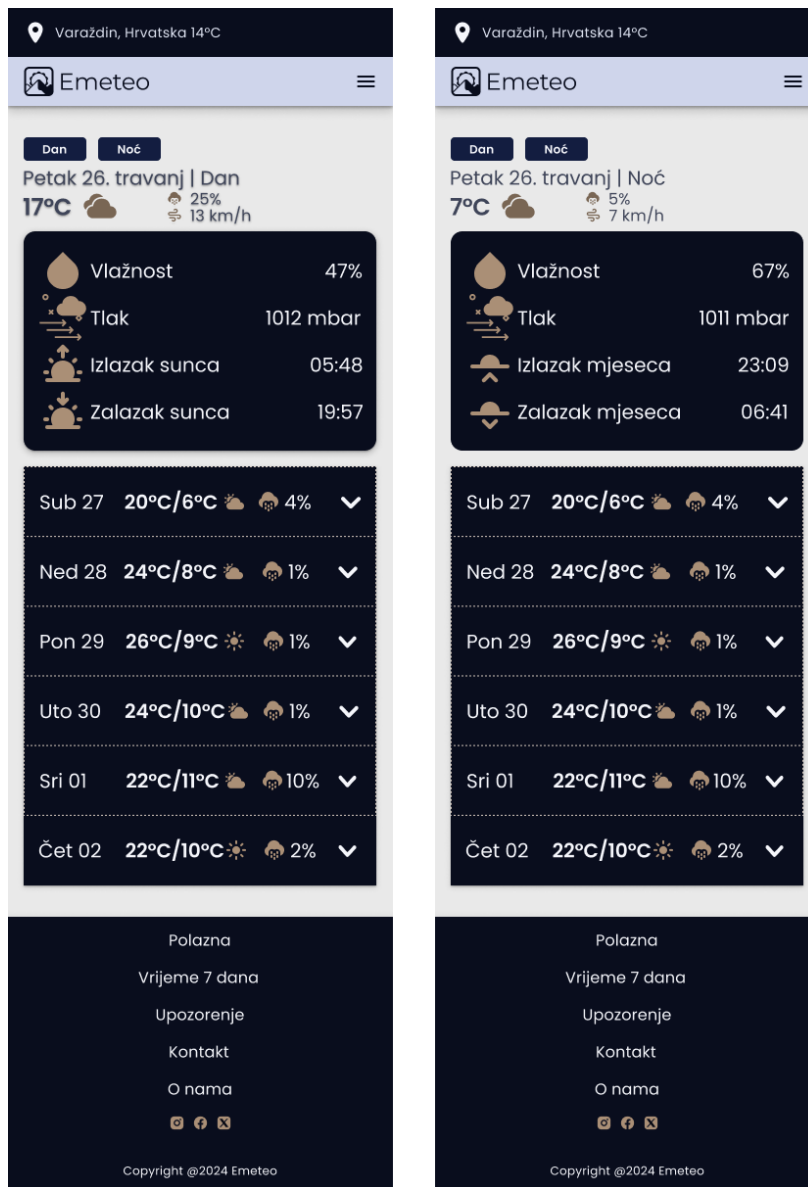 Varaždin, Hrvatska 14°C
Emeteo
Dan Noć
Petak 26. travanj | Dan
17°C 25%
13 km/h
Vlažnost 47%
Tlak 1012 mbar
Izlazak sunca 05:48
Zalazak sunca 19:57
Sub 27 20°C/6°C 4%
Ned 28 24°C/8°C 1%
Pon 29 26°C/9°C 1%
Uto 30 24°C/10°C 1%
Sri 01 22°C/11°C 10%
Čet 02 22°C/10°C 2%
Polazna
Vrijeme 7 dana
Upozorenje
Kontakt
O nama
Copyright @2024 Emeteo
Varaždin, Hrvatska 14°C
Emeteo
Dan Noć
Petak 26. travanj | Noć
7°C 5%
7 km/h
Vlažnost 67%
Tlak 1011 mbar
Izlazak mjeseca 23:09
Zalazak mjeseca 06:41
Sub 27 20°C/6°C 4%
Ned 28 24°C/8°C 1%
Pon 29 26°C/9°C 1%
Uto 30 24°C/10°C 1%
Sri 01 22°C/11°C 10%
Čet 02 22°C/10°C 2%
Polazna
Vrijeme 7 dana
Upozorenje
Kontakt
O nama
Copyright @2024 Emeteo